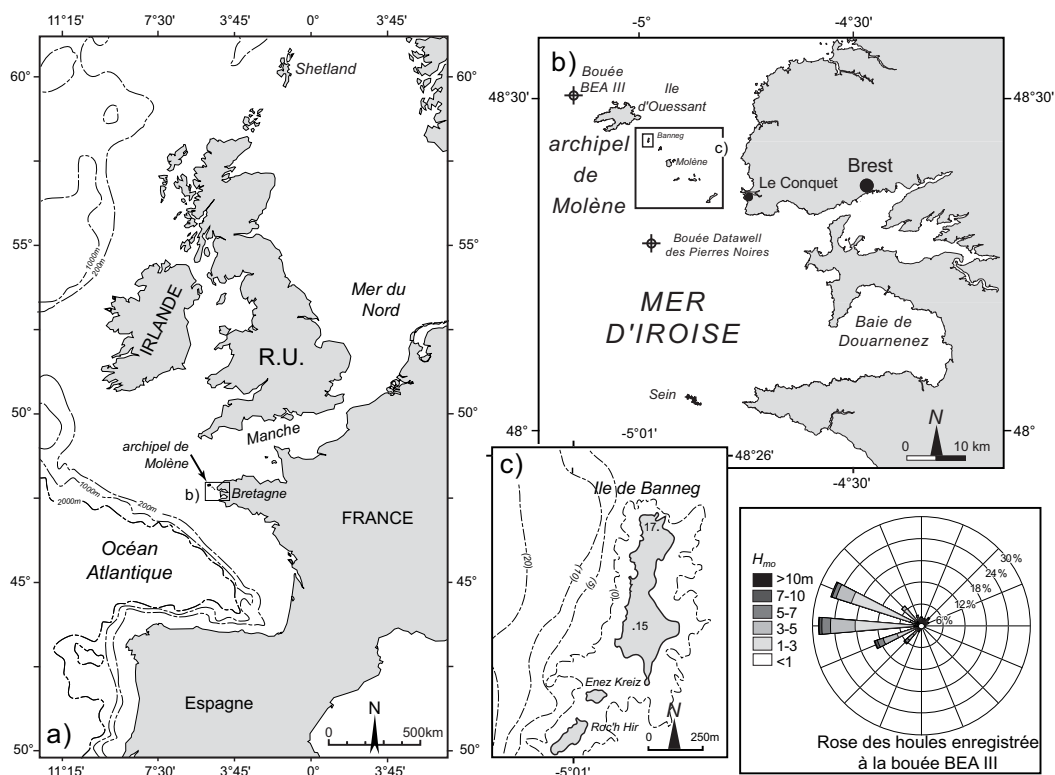 11°15' 7°30' 3°45' 0° 3°45'
60°
Shetland
55°
1000m
200m
IRLANDE
Mer du
Nord
R.U.
50°
50°
55°
60°
Manche
archipel de
Molène
b)
Bretagne
200m
1000m
2000m
FRANCE
Océan
Atlantique
45°
45°
Espagne
a)
N
0 500km
50°
50°
11°15' 7°30' 3°45' 0° 3°45'
-5° -4°30'
b)
Bouée
BEA III
Ile
d'Ouessant
48°30'
48°30'
archipel
de
Molène
Banneg
c)
Molène
Brest
Le Conquet
Bouée Datawell
des Pierres Noires
MER
D'IROISE
Baie de
Douarnenez
Sein
N
0 10 km
48°
48°
-4°30'
-5°01'
48°26'
c)
Ile de Banneg
17.
(20)
(10)
(5)
(0)
.15
Enez Kreiz
Roc'h Hir
N
0 250m
-5°01'
Hmo
>10m
7-10
5-7
3-5
1-3
<1
30%
24%
18%
12%
6%
Rose des houles enregistrée
à la bouée BEA III